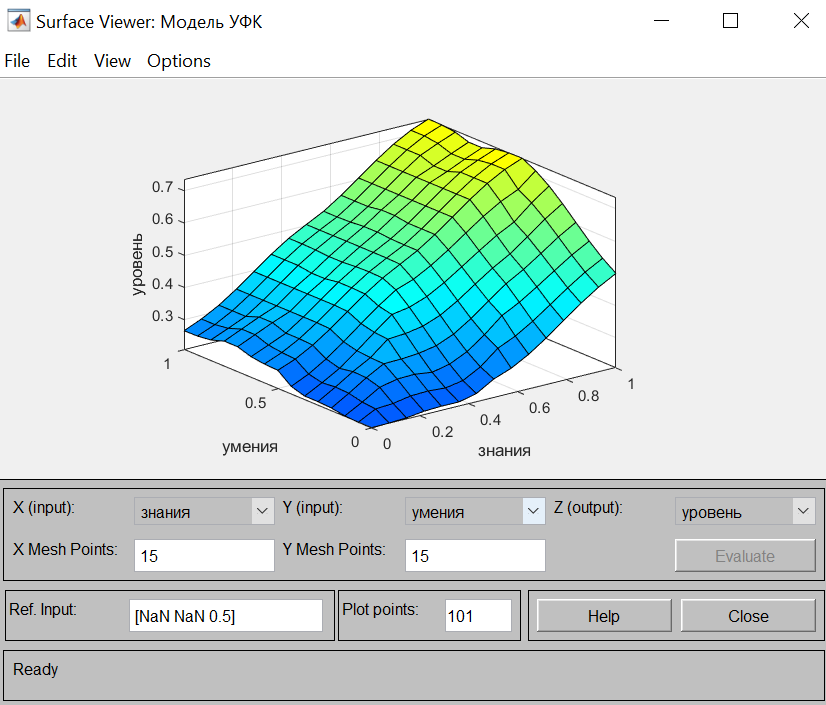 Surface Viewer: Модель УФК
File Edit View Options
0.7
0.6
0.5
0.4
0.3
уровень
1
0.5
0
умения
0
0.2
0.4
0.6
0.8
1
знания
X (input): знания Y (input): умения Z (output): уровень
X Mesh Points: 15 Y Mesh Points: 15 Evaluate
Ref. Input: [NaN NaN 0.5] Plot points: 101 Help Close
Ready